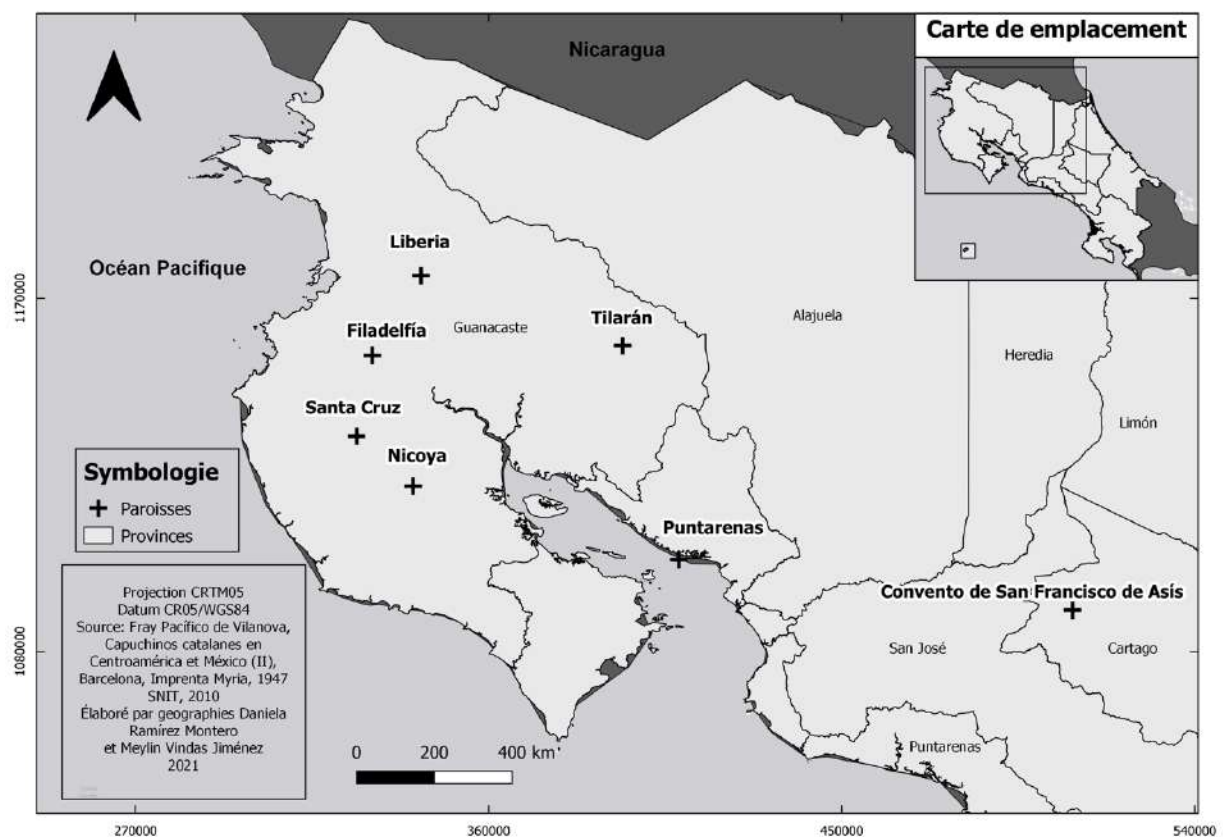 Carte de emplacement
Nicaragua
Océan Pacifique
Liberia
Filadelfía
Guanacaste
Tilarán
Alajuela
Heredia
Limón
Santa Cruz
Nicoya
Puntarenas
Convento de San Francisco de Asís
San José
Cartago
Puntarenas
Symbologie
Paroisses
Provinces
Projection CRTM05
Datum CR05/WGS84
Source: Fray Pacífico de Vilanova,
Capuchinos catalanes en
Centroamérica et México (II),
Barcelona, Imprenta Myria, 1947
SNIT, 2010
Élaboré par geographies Daniela
Ramírez Montero
et Meylin Vindas Jiménez
2021
0 200 400 km'
1170000
1080000
270000 360000 450000 540000